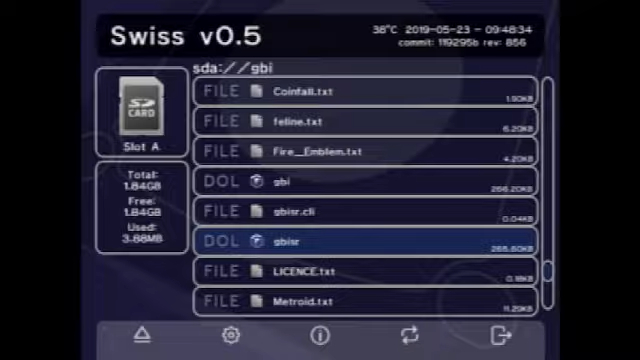 Swiss v0.5
38°C 2019-05-23 - 09:48:34
commit: 119295b rev: 856
sda://gbi
SD
CARD
Slot A
Total:
1.84GB
Free:
1.84GB
Used:
3.88MB
FILE Coinfall.txt 1.90KB
FILE feline.txt 6.20KB
FILE Fire_Emblem.txt 4.20KB
DOL gbi 266.20KB
FILE gbisr.cli 0.04KB
DOL gbisr 265.60KB
FILE LICENCE.txt 0.18KB
FILE Metroid.txt 11.29KB